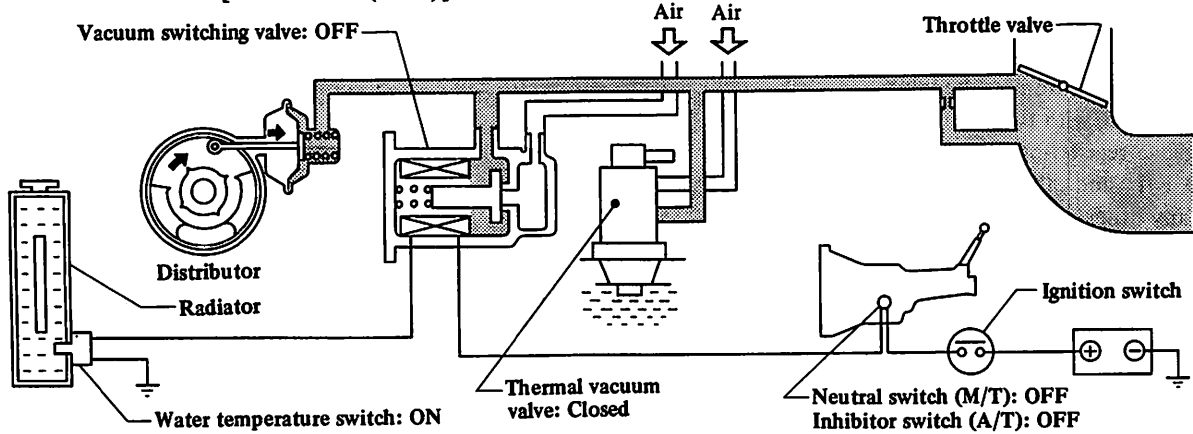 Air Air
Vacuum switching valve: OFF
Throttle valve
Distributor
Radiator
Ignition switch
Thermal vacuum
valve: Closed
Neutral switch (M/T): OFF
Inhibitor switch (A/T): OFF
Water temperature switch: ON